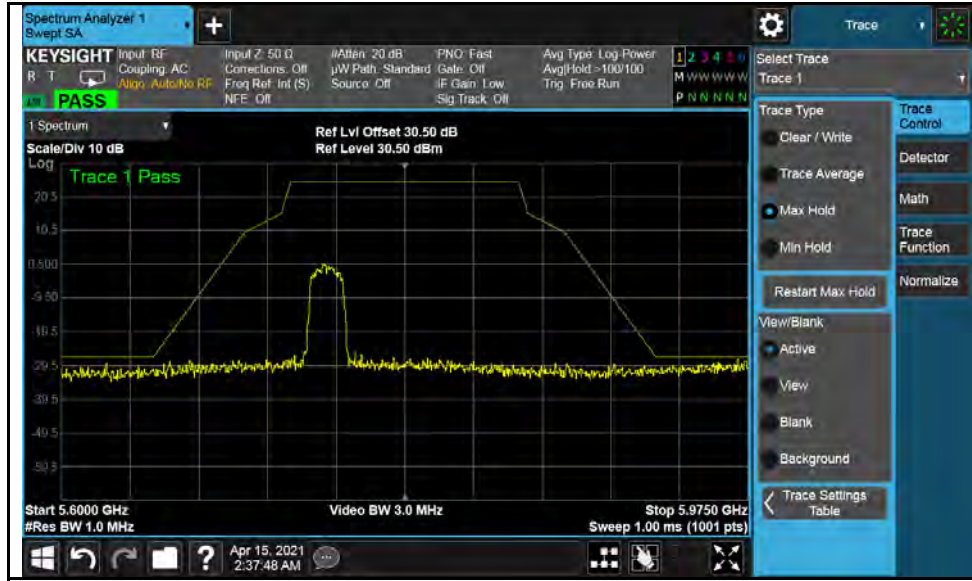 Spectrum Analyzer 1
Swept SA
+
Trace
KEYSIGHT
R T
PASS
Input: RF
Coupling: AC
Align: Auto/No RF
Input Z: 50 Ω
Corrections: Off
Freq Ref: Int (S)
NFE: Off
#Atten: 20 dB
µW Path: Standard
Source: Off
PNO: Fast
Gate: Off
IF Gain: Low
Sig Track: Off
Avg Type: Log-Power
Avg|Hold: >100/100
Trig: Free Run
1 2 3 4 5 6
M W W W W W
P N N N N N
1 Spectrum
Scale/Div 10 dB
Ref Lvl Offset 30.50 dB
Ref Level 30.50 dBm
Log
Trace 1 Pass
20.5
10.5
0.500
-9.50
-19.5
-29.5
-39.5
-49.5
-59.5
Start 5.6000 GHz
#Res BW 1.0 MHz
Video BW 3.0 MHz
Stop 5.9750 GHz
Sweep 1.00 ms (1001 pts)
Select Trace
Trace 1
Trace Type
Clear / Write
Trace Average
Max Hold
Min Hold
Restart Max Hold
View/Blank
Active
View
Blank
Background
Trace Settings
Table
Trace
Control
Detector
Math
Trace
Function
Normalize
?
Apr 15, 2021
2:37:48 AM